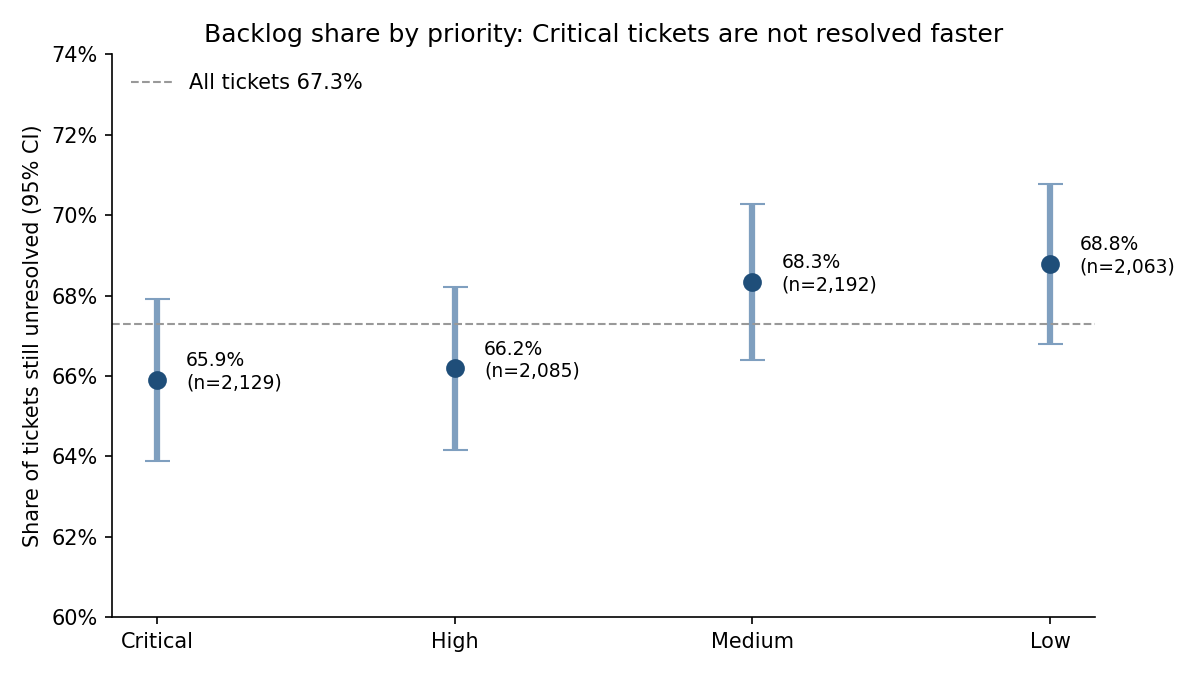 Backlog share by priority: Critical tickets are not resolved faster
74%
All tickets 67.3%
72%
70%
68%
66%
64%
62%
60%
Share of tickets still unresolved (95% CI)
65.9%
(n=2,129)
66.2%
(n=2,085)
68.3%
(n=2,192)
68.8%
(n=2,063)
Critical
High
Medium
Low